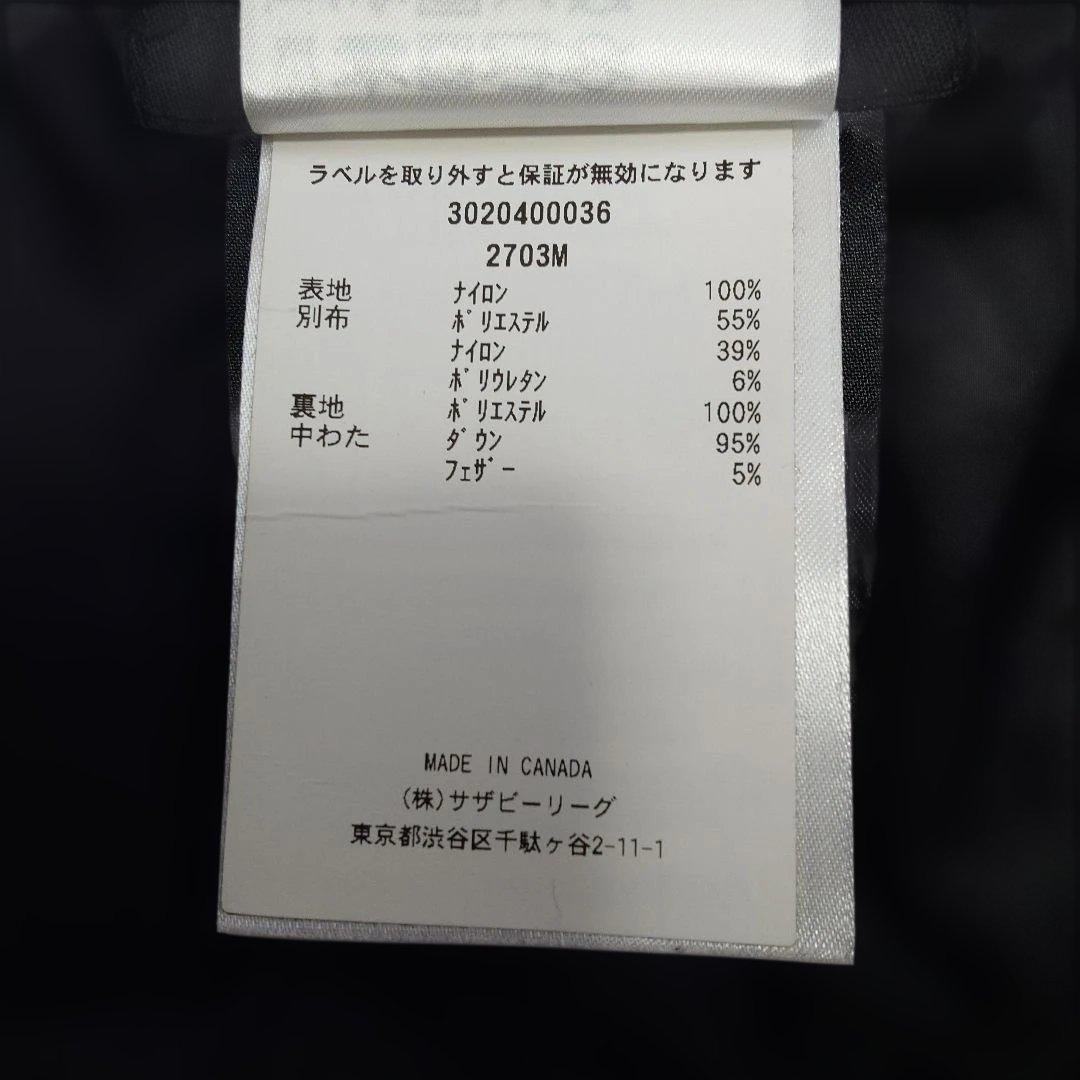 ラベルを取り外すと保証が無効になります
3020400036
2703M
表地 ﾅｲﾛﾝ 100%
別布 ﾎﾟﾘｴｽﾃﾙ 55%
ﾅｲﾛﾝ 39%
ﾎﾟﾘｳﾚﾀﾝ 6%
裏地 ﾎﾟﾘｴｽﾃﾙ 100%
中わた ﾀﾞｳﾝ 95%
ﾌｪｻﾞｰ 5%
MADE IN CANADA
(株)サザビーリーグ
東京都渋谷区千駄ヶ谷2-11-1